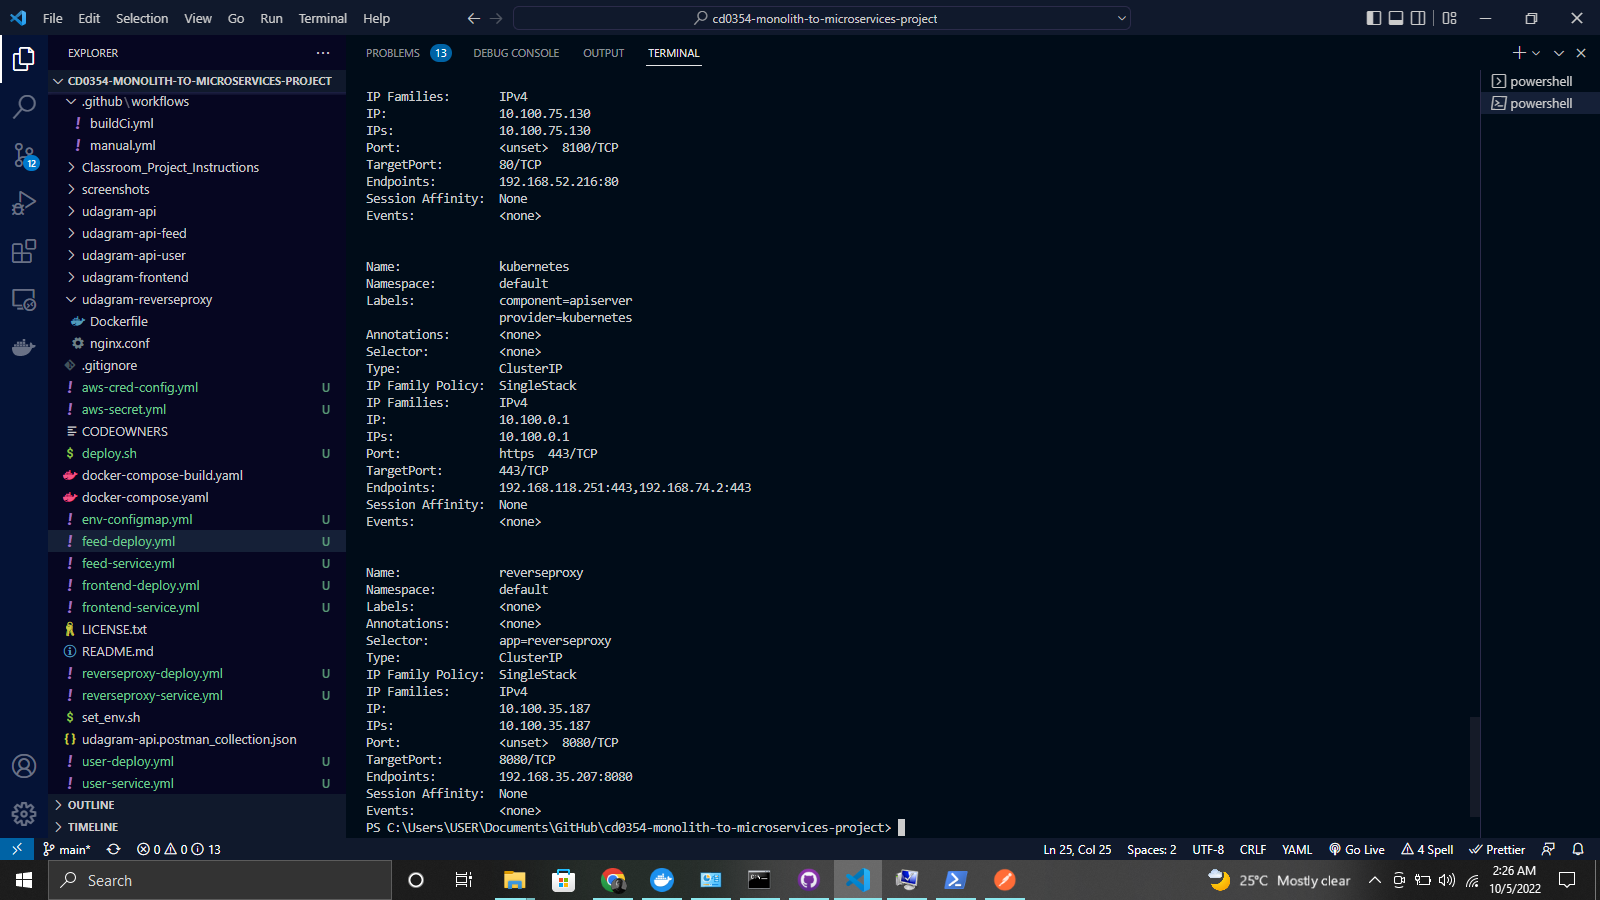 File Edit Selection View Go Run Terminal Help
cd0354-monolith-to-microservices-project
EXPLORER
CD0354-MONOLITH-TO-MICROSERVICES-PROJECT
.github\workflows
! buildCi.yml
! manual.yml
Classroom_Project_Instructions
screenshots
udagram-api
udagram-api-feed
udagram-api-user
udagram-frontend
udagram-reverseproxy
Dockerfile
nginx.conf
.gitignore
! aws-cred-config.yml U
! aws-secret.yml U
CODEOWNERS
$ deploy.sh U
docker-compose-build.yaml
docker-compose.yaml
! env-configmap.yml U
! feed-deploy.yml U
! feed-service.yml U
! frontend-deploy.yml U
! frontend-service.yml U
LICENSE.txt
README.md
! reverseproxy-deploy.yml U
! reverseproxy-service.yml U
$ set_env.sh
{} udagram-api.postman_collection.json
! user-deploy.yml U
! user-service.yml U
OUTLINE
TIMELINE
12
PROBLEMS 13 DEBUG CONSOLE OUTPUT TERMINAL
powershell
powershell
IP Families: IPv4
IP: 10.100.75.130
IPs: 10.100.75.130
Port: <unset> 8100/TCP
TargetPort: 80/TCP
Endpoints: 192.168.52.216:80
Session Affinity: None
Events: <none>
Name: kubernetes
Namespace: default
Labels: component=apiserver
provider=kubernetes
Annotations: <none>
Selector: <none>
Type: ClusterIP
IP Family Policy: SingleStack
IP Families: IPv4
IP: 10.100.0.1
IPs: 10.100.0.1
Port: https 443/TCP
TargetPort: 443/TCP
Endpoints: 192.168.118.251:443,192.168.74.2:443
Session Affinity: None
Events: <none>
Name: reverseproxy
Namespace: default
Labels: <none>
Annotations: <none>
Selector: app=reverseproxy
Type: ClusterIP
IP Family Policy: SingleStack
IP Families: IPv4
IP: 10.100.35.187
IPs: 10.100.35.187
Port: <unset> 8080/TCP
TargetPort: 8080/TCP
Endpoints: 192.168.35.207:8080
Session Affinity: None
Events: <none>
PS C:\Users\USER\Documents\GitHub\cd0354-monolith-to-microservices-project>
main* 0 0 13
Ln 25, Col 25 Spaces: 2 UTF-8 CRLF YAML Go Live 4 Spell Prettier
Search
25°C Mostly clear
2:26 AM
10/5/2022